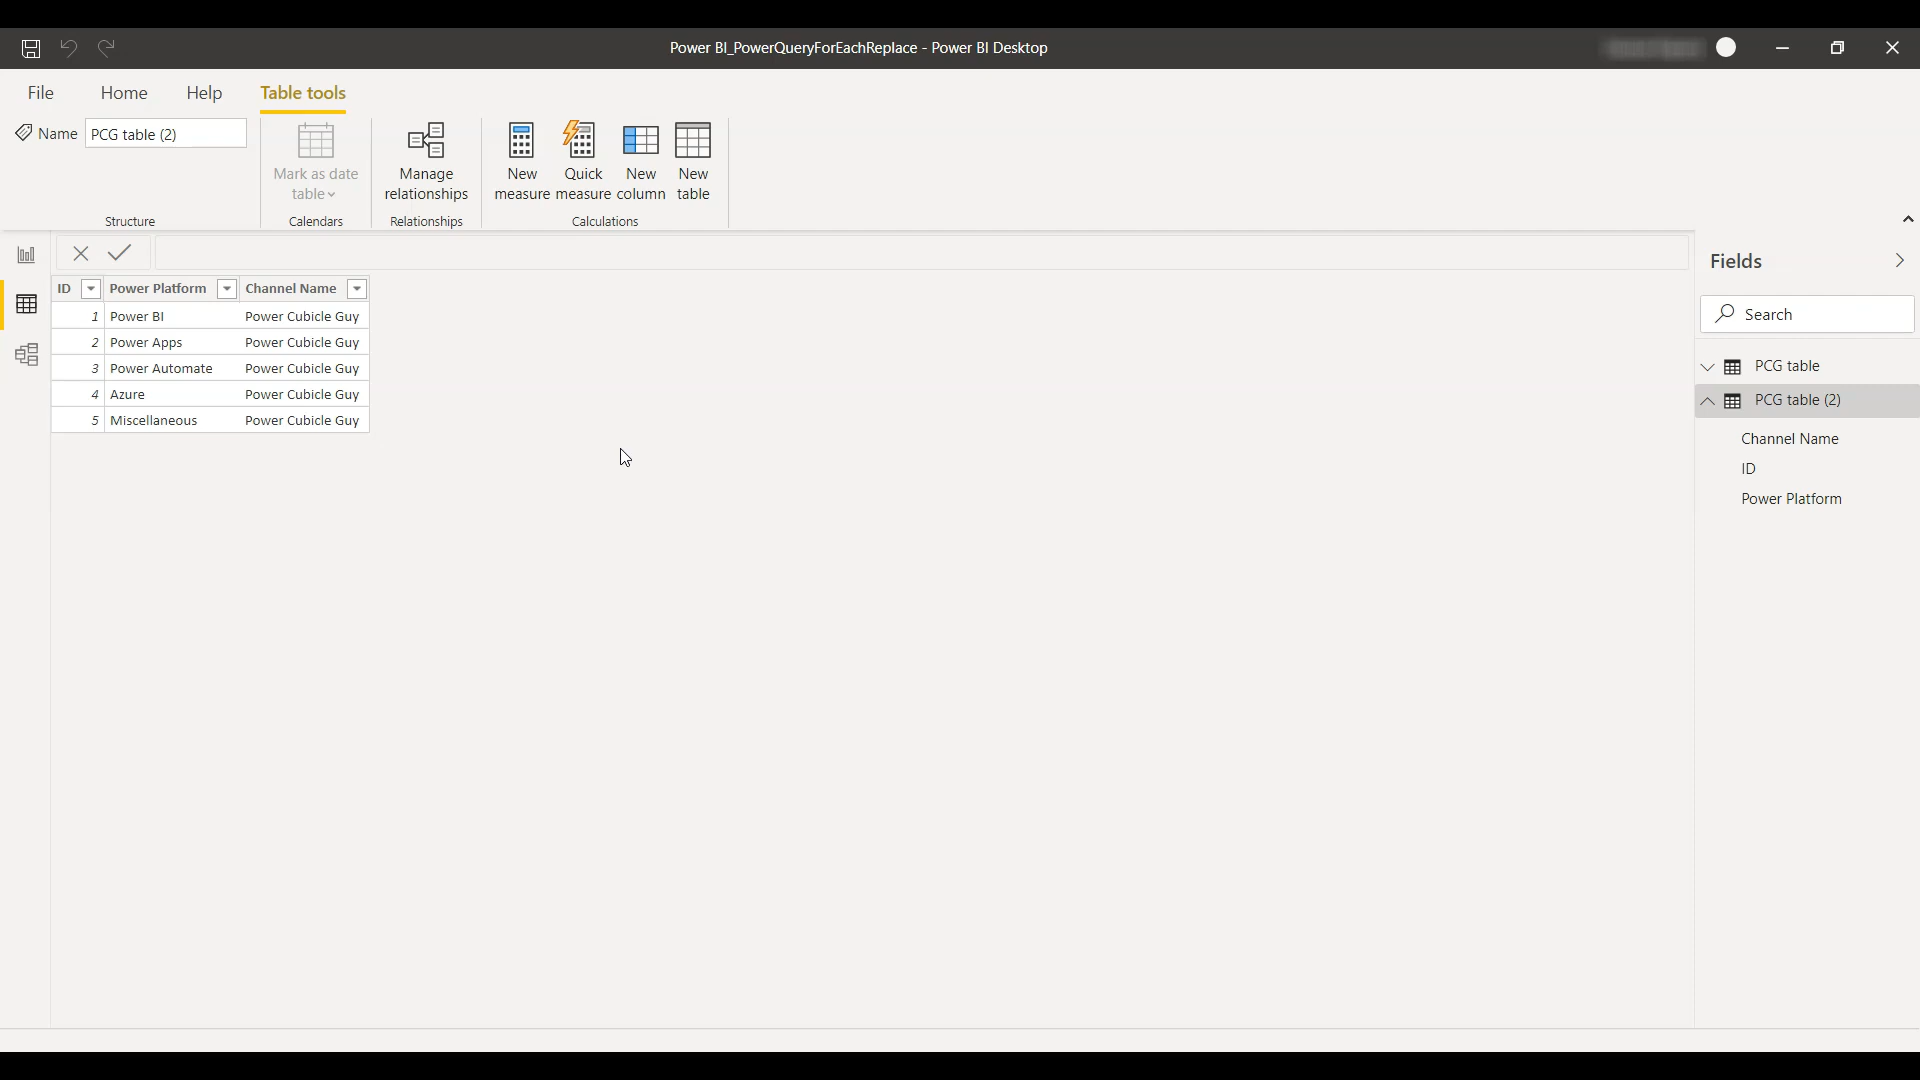 Power BI_PowerQueryForEachReplace - Power BI Desktop
File Home Help Table tools
Name PCG table (2)
Mark as date table
Manage relationships
New measure
Quick measure
New column
New table
Structure Calendars Relationships Calculations
Fields
Search
ID Power Platform Channel Name
1 Power BI Power Cubicle Guy
2 Power Apps Power Cubicle Guy
3 Power Automate Power Cubicle Guy
4 Azure Power Cubicle Guy
5 Miscellaneous Power Cubicle Guy
PCG table
PCG table (2)
Channel Name
ID
Power Platform